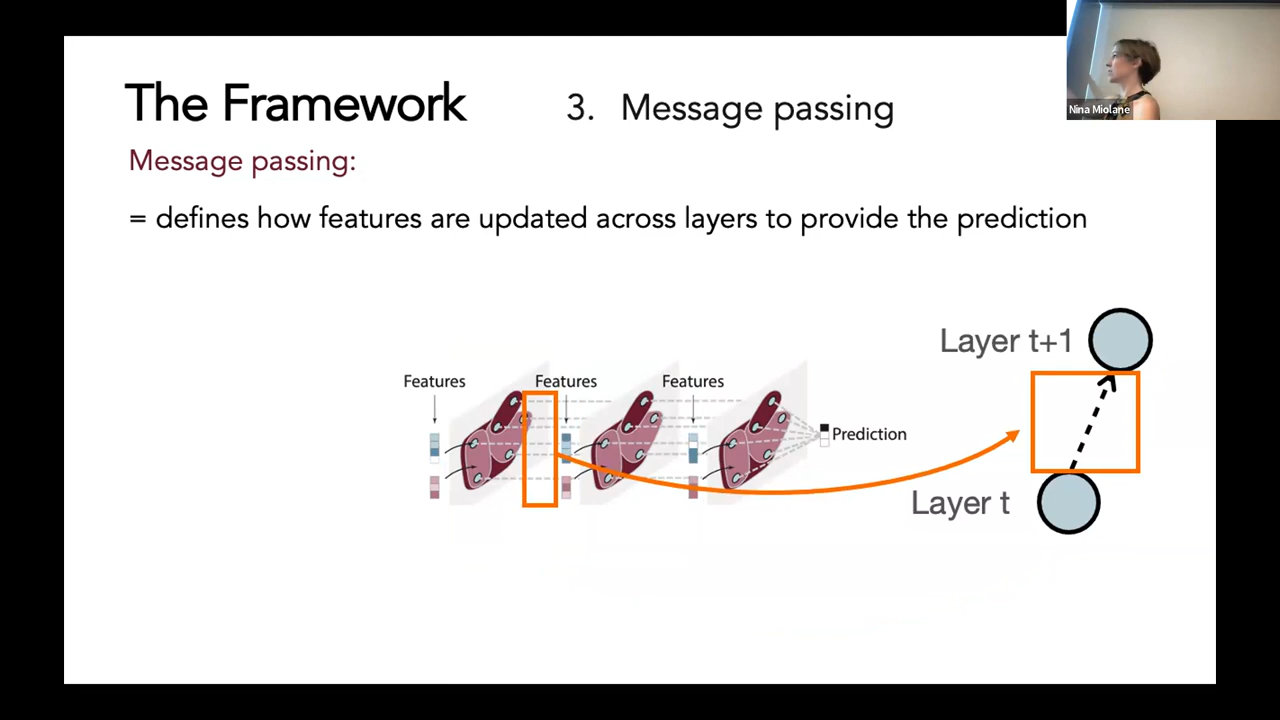 The Framework
3. Message passing
Nina Miolane
Message passing:
= defines how features are updated across layers to provide the prediction
Layer t+1
Features
Features
Features
Prediction
Layer t